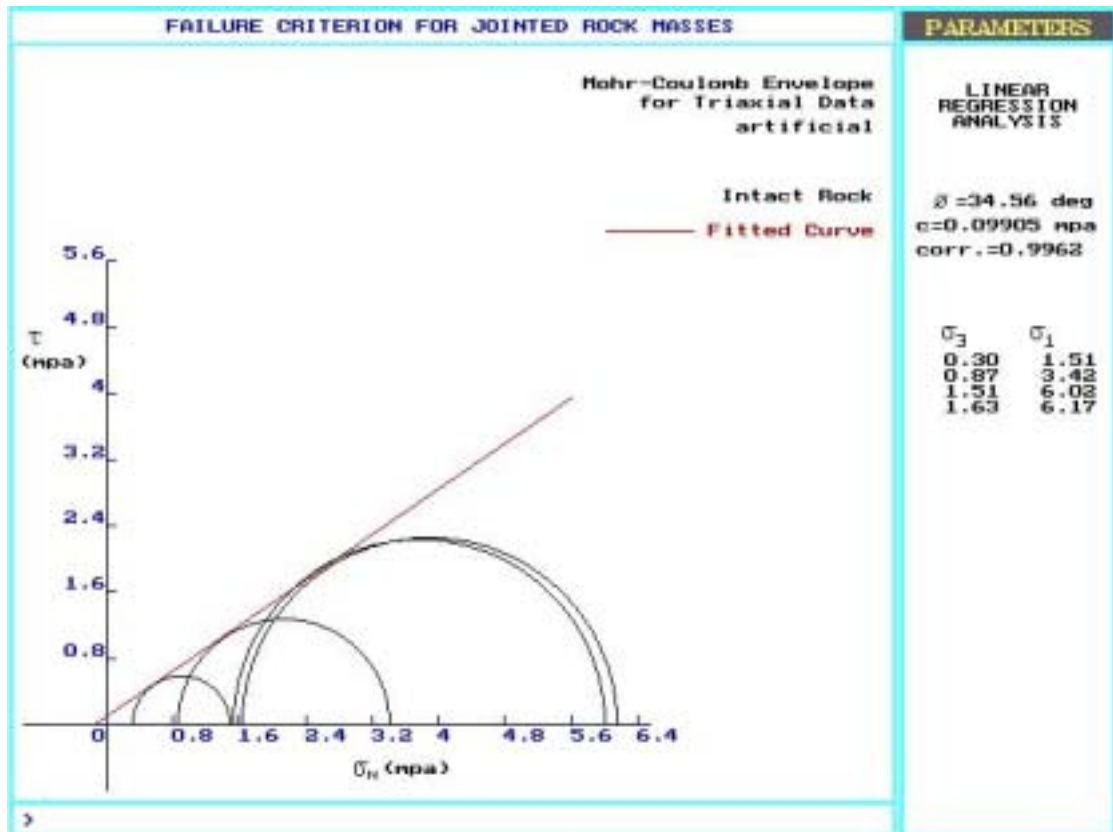 FAILURE CRITERION FOR JOINTED ROCK MASSES
PARAMETERS
Mohr-Coulomb Envelope
for Triaxial Data
artificial
Intact Rock
Fitted Curve
LINEAR
REGRESSION
ANALYSIS
Ø =34.56 deg
c=0.09905 mpa
corr.=0.9962
σ3 σ1
0.30 1.51
0.87 3.42
1.51 6.02
1.63 6.17
5.6
4.8
τ
(mpa)
4
3.2
2.4
1.6
0.8
0 0.8 1.6 2.4 3.2 4 4.8 5.6 6.4
σN (mpa)
>